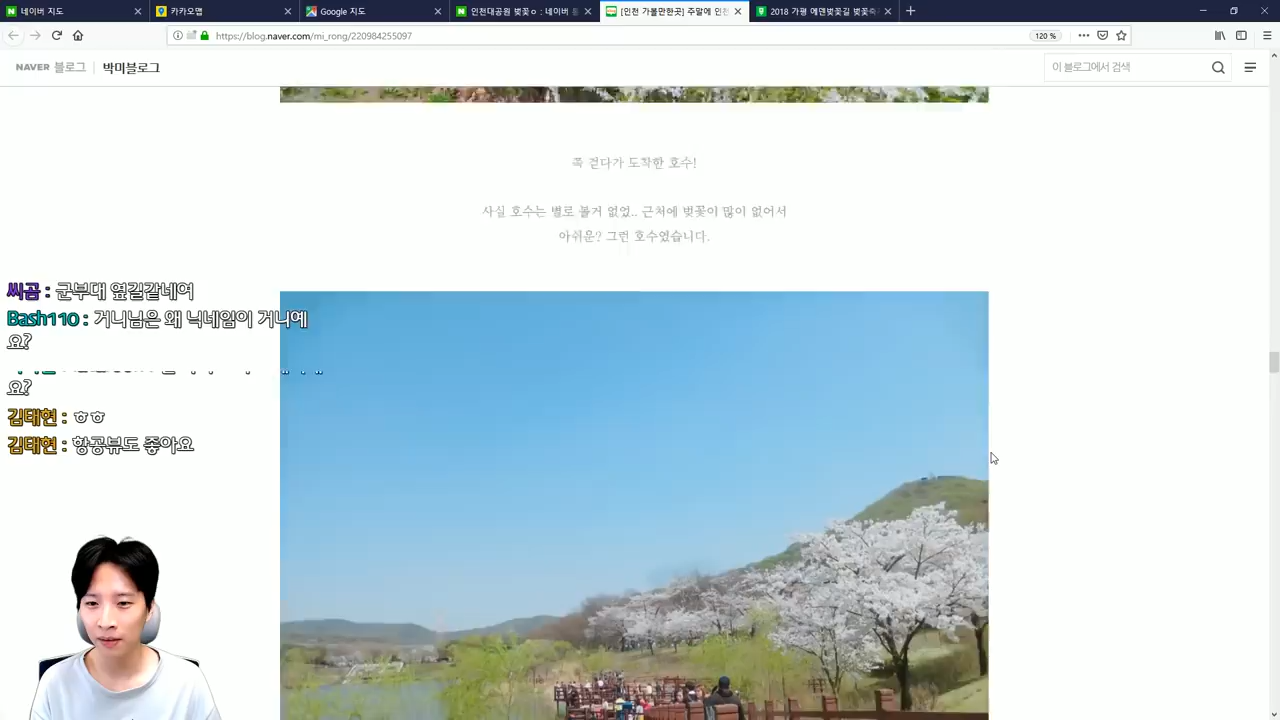 네이버 지도
카카오맵
Google 지도
인천대공원 벚꽃ㅇ : 네이버 블
[인천 가볼만한곳] 주말에 인천
2018 가평 에덴벚꽃길 벚꽃축
https://blog.naver.com/mi_rong/220984255097
120 %
NAVER 블로그
박미블로그
이 블로그에서 검색
쭉 걷다가 도착한 호수!
사실 호수는 별로 볼거 없었.. 근처에 벚꽃이 많이 없어서
아쉬운? 그런 호수였습니다.
씨곰 : 군부대 옆길같네여
Bash110 : 거니님은 왜 닉네임이 거니예
요?
요?
김태현 : ㅎㅎ
김태현 : 항공뷰도 좋아요